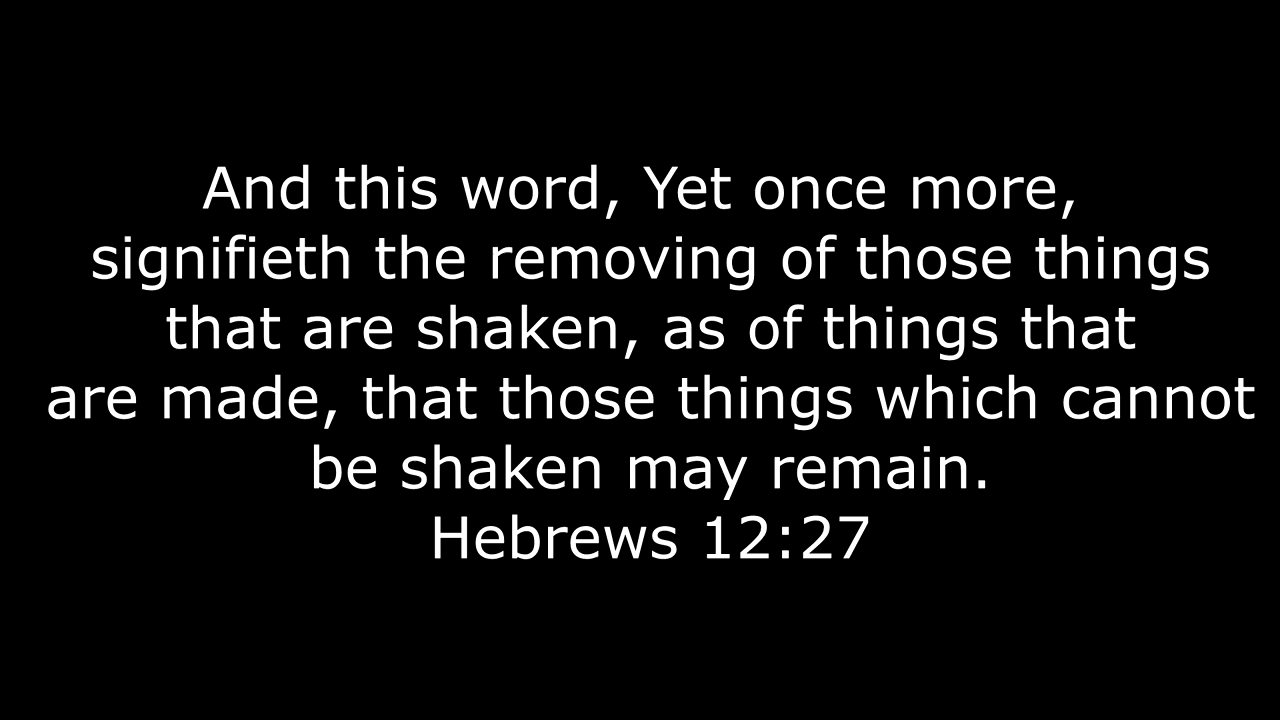 And this word, Yet once more,
signifieth the removing of those things
that are shaken, as of things that
are made, that those things which cannot
be shaken may remain.
Hebrews 12:27